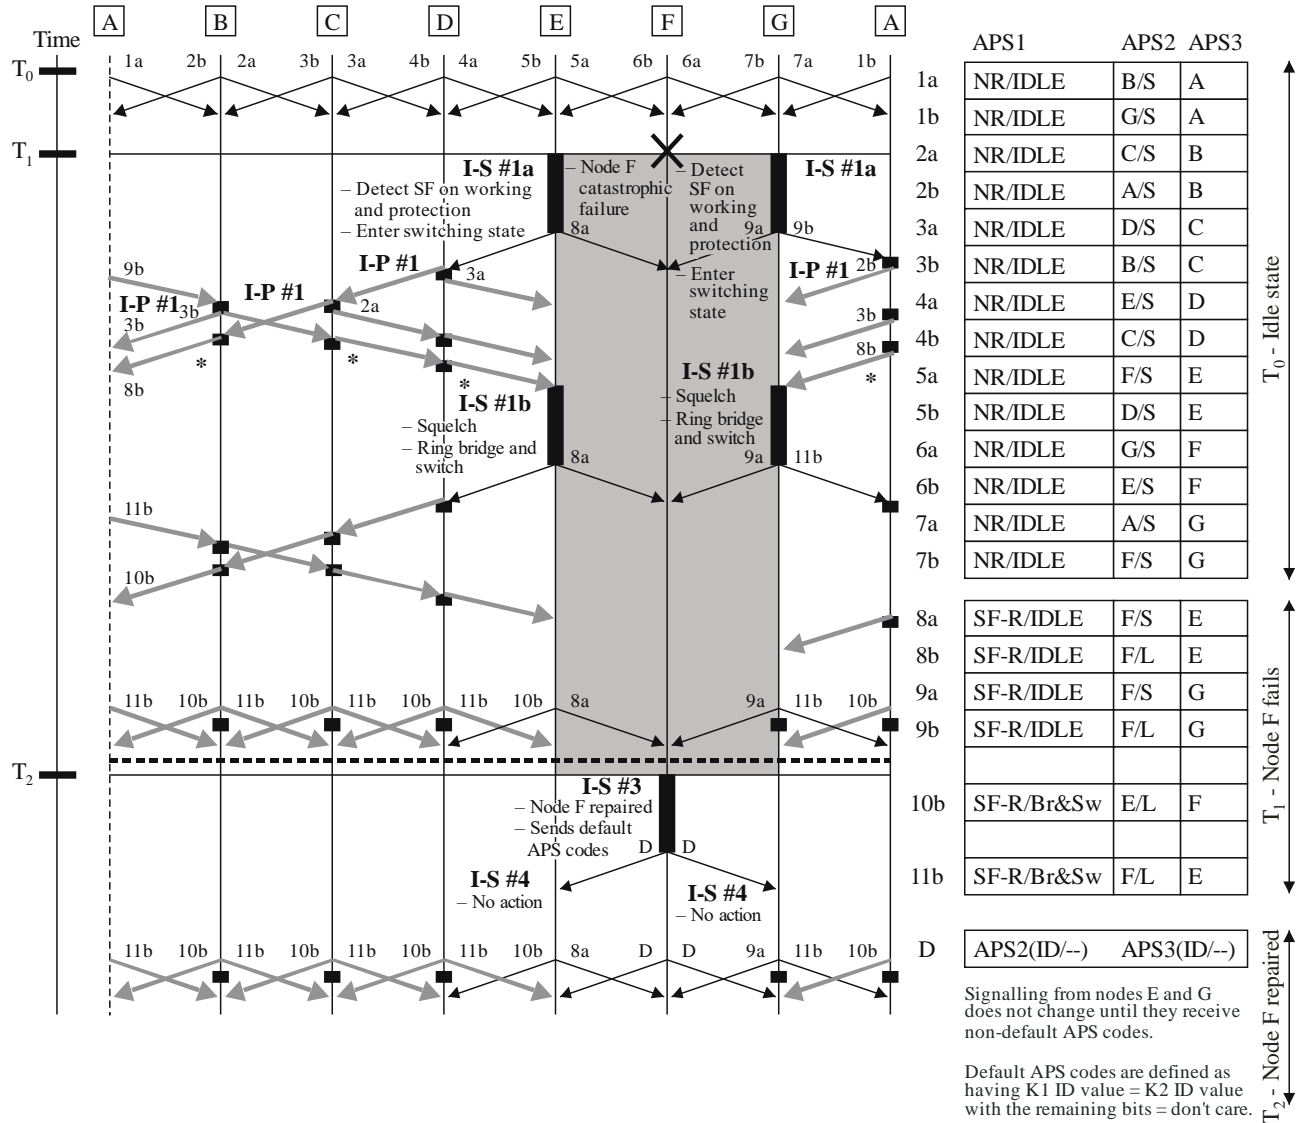 A B C D E F G A
Time
APS1 APS2 APS3
T0
1a 2b 2a 3b 3a 4b 4a 5b 5a 6b 6a 7b 7a 1b
1a NR/IDLE B/S A
1b NR/IDLE G/S A
2a NR/IDLE C/S B
2b NR/IDLE A/S B
3a NR/IDLE D/S C
3b NR/IDLE B/S C
4a NR/IDLE E/S D
4b NR/IDLE C/S D
5a NR/IDLE F/S E
5b NR/IDLE D/S E
6a NR/IDLE G/S F
6b NR/IDLE E/S F
7a NR/IDLE A/S G
7b NR/IDLE F/S G
T0 - Idle state
T1
I-S #1a
– Detect SF on working
and protection
– Enter switching state
– Node F
catastrophic
failure
– Detect
SF on
working
and
protection
– Enter
switching
state
I-S #1a
8a 9a 9b
I-P #1
3a
I-P #1
2b
9b
I-P #1
3b
I-P #1
2a
3b
3b
8b
8b
*
*
*
*
I-S #1b
– Squelch
– Ring bridge and
switch
I-S #1b
– Squelch
– Ring bridge
and switch
8a 9a 11b
11b
10b
8a SF-R/IDLE F/S E
8b SF-R/IDLE F/L E
9a SF-R/IDLE F/S G
9b SF-R/IDLE F/L G
10b SF-R/Br&Sw E/L F
11b SF-R/Br&Sw F/L E
T1 - Node F fails
11b 10b 11b 10b 11b 10b 11b 10b 8a 9a 11b 10b
T2
I-S #3
– Node F repaired
– Sends default
APS codes
D D
I-S #4
– No action
I-S #4
– No action
11b 10b 11b 10b 11b 10b 11b 10b 8a D D 9a 11b 10b
D APS2(ID/--) APS3(ID/--)
Signalling from nodes E and G
does not change until they receive
non-default APS codes.
Default APS codes are defined as
having K1 ID value = K2 ID value
with the remaining bits = don't care.
T2 - Node F repaired